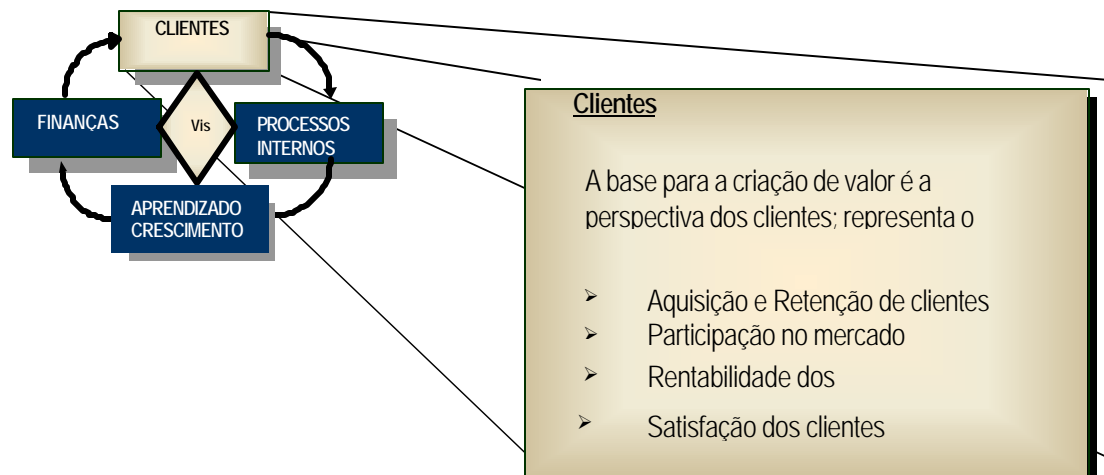 CLIENTES
FINANÇAS
Vis
PROCESSOS
INTERNOS
APRENDIZADO
CRESCIMENTO
Clientes
A base para a criação de valor é a
perspectiva dos clientes; representa o
➢ Aquisição e Retenção de clientes
➢ Participação no mercado
➢ Rentabilidade dos
➢ Satisfação dos clientes